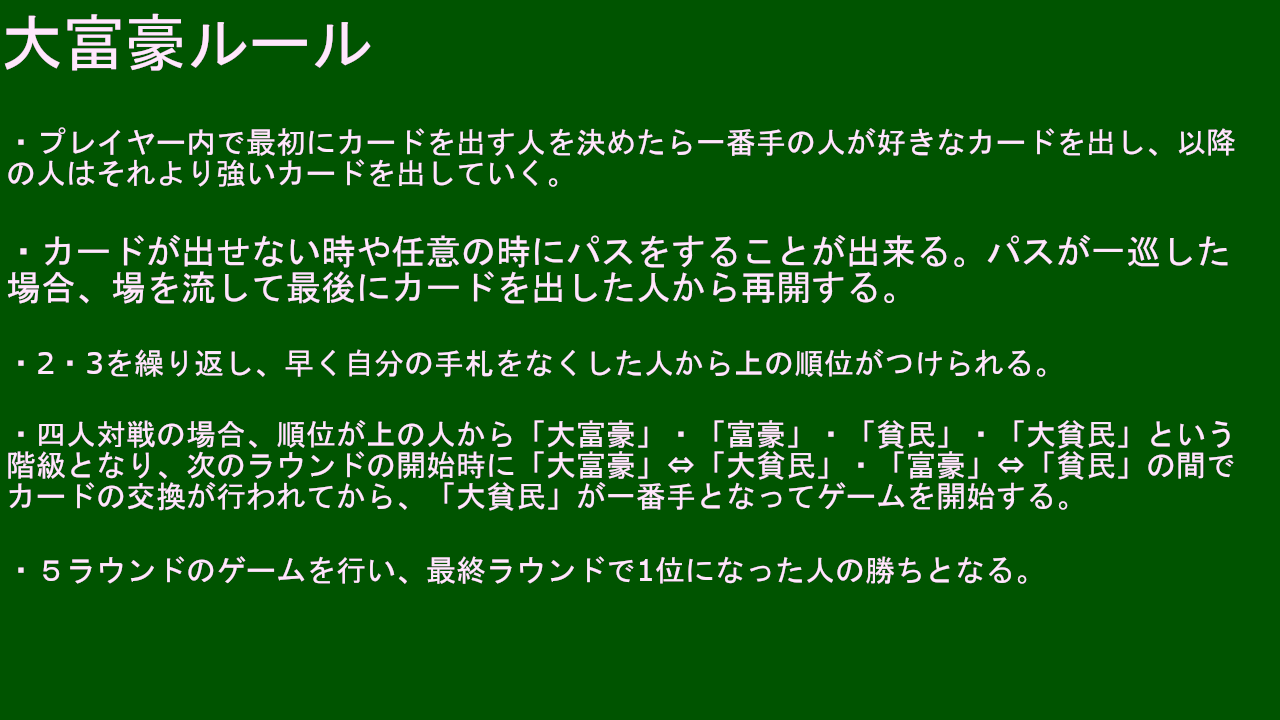 大富豪ルール
・プレイヤー内で最初にカードを出す人を決めたら一番手の人が好きなカードを出し、以降
の人はそれより強いカードを出していく。
・カードが出せない時や任意の時にパスをすることが出来る。パスが一巡した
場合、場を流して最後にカードを出した人から再開する。
・2・3を繰り返し、早く自分の手札をなくした人から上の順位がつけられる。
・四人対戦の場合、順位が上の人から「大富豪」・「富豪」・「貧民」・「大貧民」という
階級となり、次のラウンドの開始時に「大富豪」⇔「大貧民」・「富豪」⇔「貧民」の間で
カードの交換が行われてから、「大貧民」が一番手となってゲームを開始する。
・５ラウンドのゲームを行い、最終ラウンドで1位になった人の勝ちとなる。